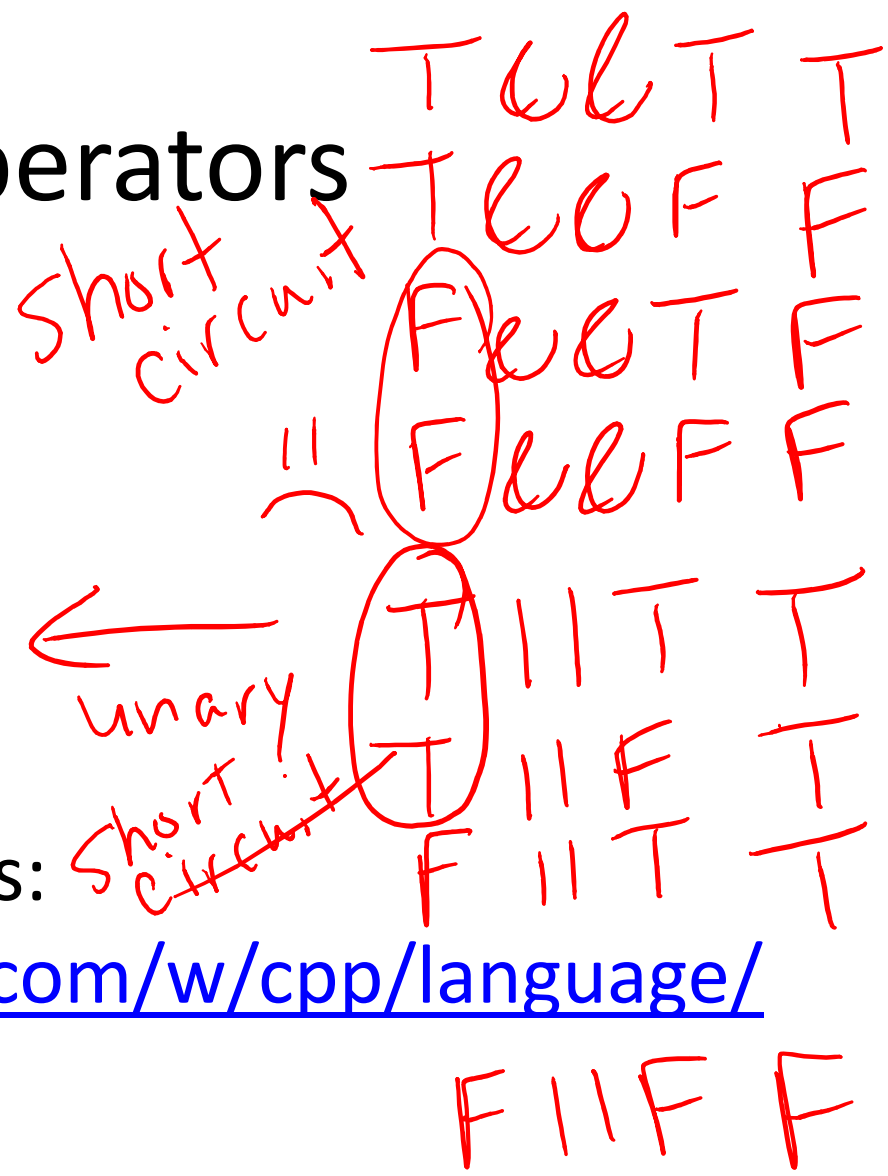 T && T T
perators
T && F F
short
circuit
F && T F
F && F F
T || T T
unary
T || F T
short
circuit
s:
F || T T
com/w/cpp/language/
F || F F